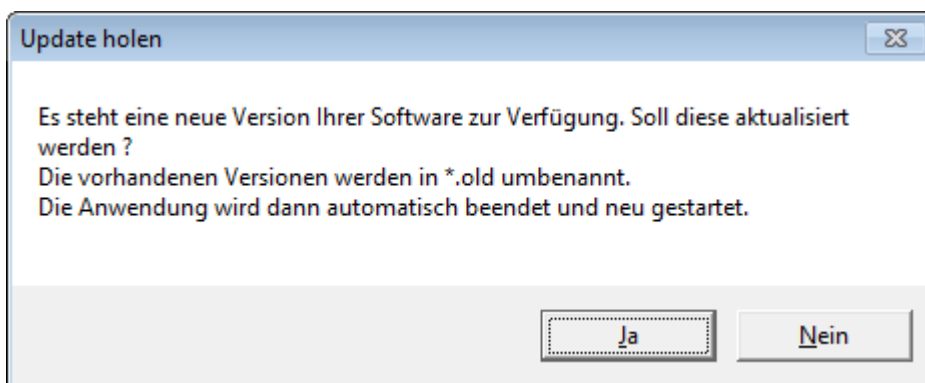 Update holen
Es steht eine neue Version Ihrer Software zur Verfügung. Soll diese aktualisiert
werden ?
Die vorhandenen Versionen werden in *.old umbenannt.
Die Anwendung wird dann automatisch beendet und neu gestartet.
Ja
Nein